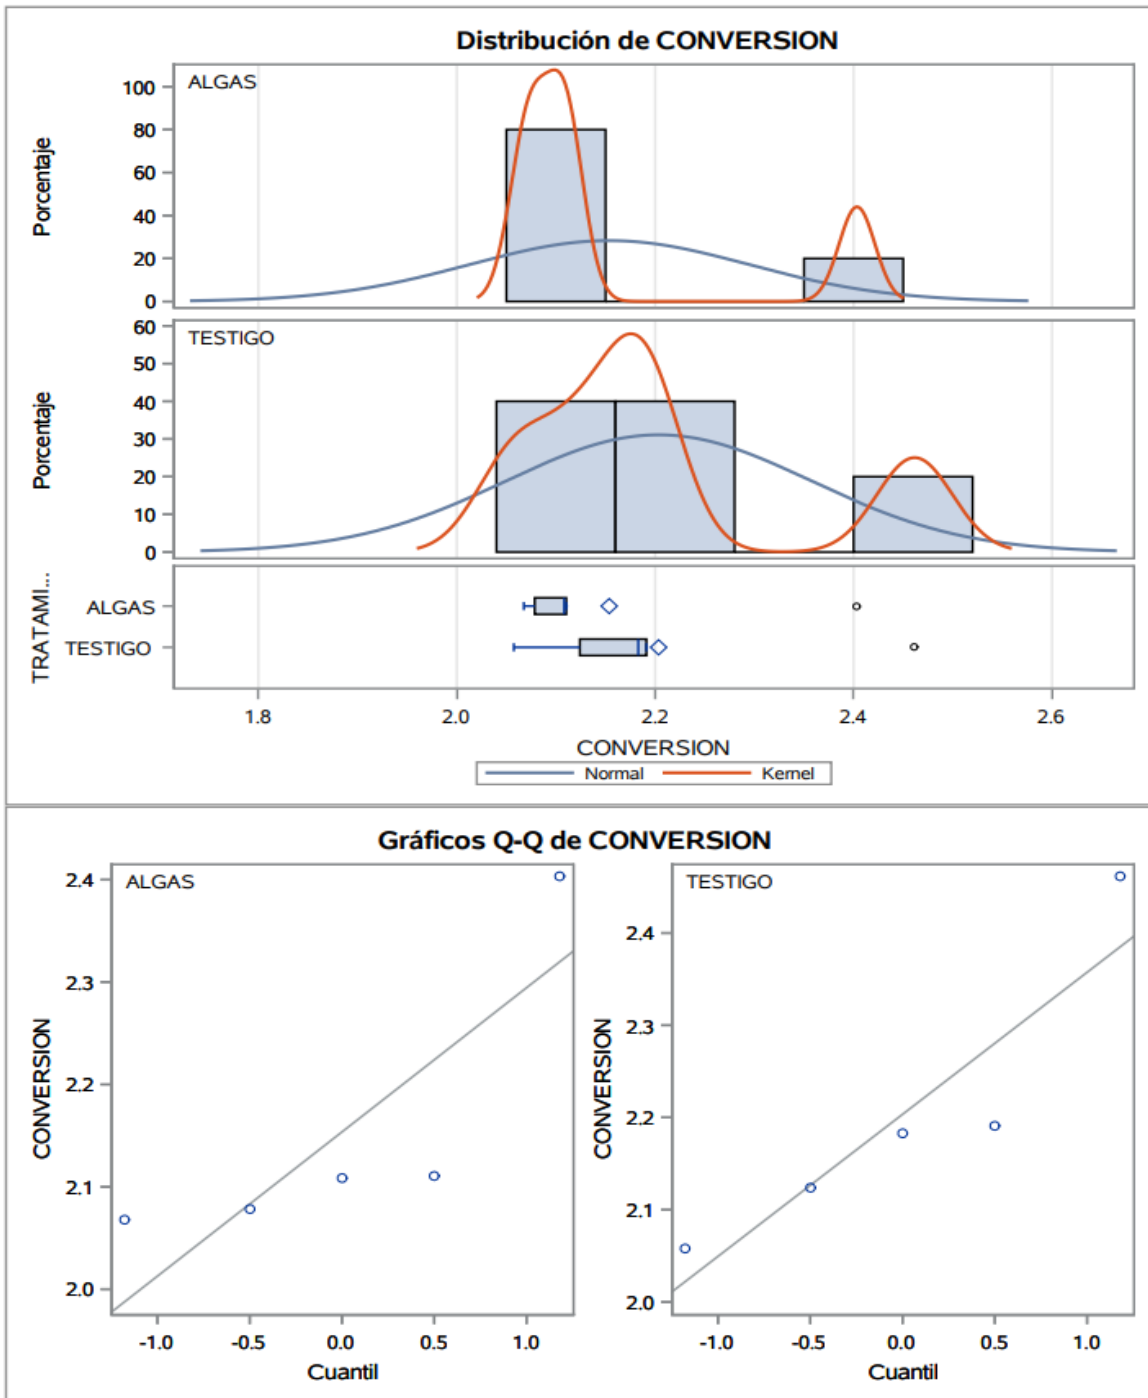 Distribución de CONVERSION
ALGAS
Porcentaje
100
80
60
40
20
0
TESTIGO
Porcentaje
60
50
40
30
20
10
0
TRATAMI...
ALGAS
TESTIGO
1.8 2.0 2.2 2.4 2.6
CONVERSION
Normal Kernel
Gráficos Q-Q de CONVERSION
ALGAS
CONVERSION
2.4
2.3
2.2
2.1
2.0
-1.0 -0.5 0.0 0.5 1.0
Cuantil
TESTIGO
CONVERSION
2.4
2.3
2.2
2.1
2.0
-1.0 -0.5 0.0 0.5 1.0
Cuantil